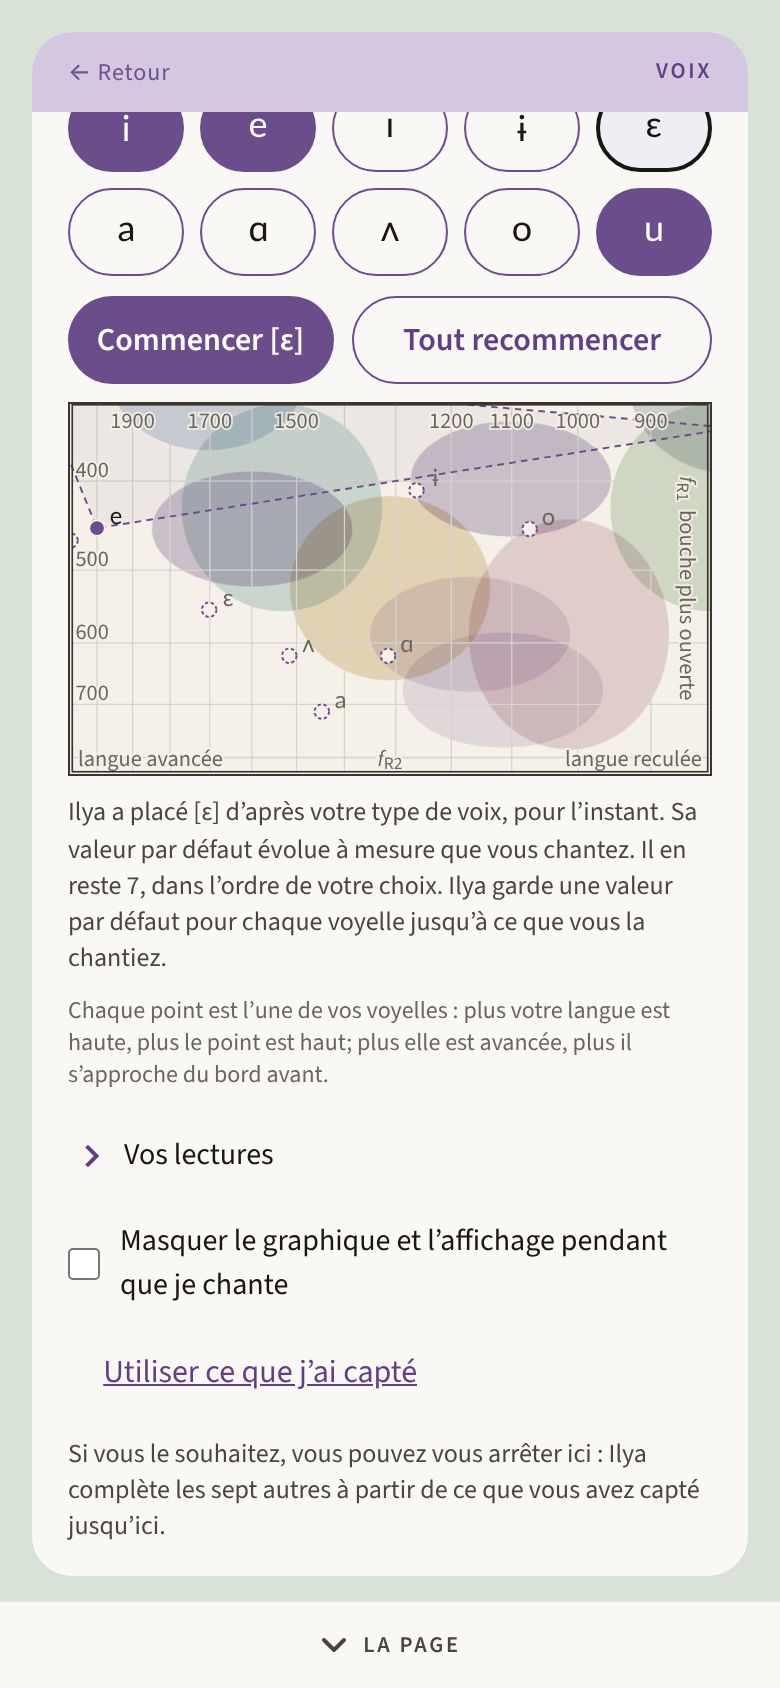 ← Retour
VOIX
i e ɪ ɨ ɛ
a ɑ ʌ o u
Commencer [ɛ]
Tout recommencer
1900 1700 1500 1200 1100 1000 900
400
ɨ
e
o
500
ɛ
600
ʌ
ɑ
700
a
fR1 bouche plus ouverte
langue avancée
fR2
langue reculée
Ilya a placé [ɛ] d’après votre type de voix, pour l’instant. Sa
valeur par défaut évolue à mesure que vous chantez. Il en
reste 7, dans l’ordre de votre choix. Ilya garde une valeur
par défaut pour chaque voyelle jusqu’à ce que vous la
chantiez.
Chaque point est l’une de vos voyelles : plus votre langue est
haute, plus le point est haut; plus elle est avancée, plus il
s’approche du bord avant.
Vos lectures
Masquer le graphique et l’affichage pendant
que je chante
Utiliser ce que j’ai capté
Si vous le souhaitez, vous pouvez vous arrêter ici : Ilya
complète les sept autres à partir de ce que vous avez capté
jusqu’ici.
LA PAGE